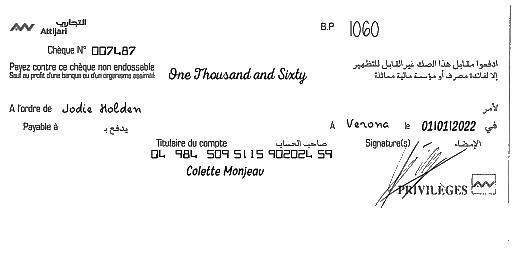 التجاري
Attijari
B.P 1060
Chèque N° 007487
Payez contre ce chèque non endossable
Sauf au profit d'une banque ou d'un organisme assimilé
One Thousand and Sixty
ادفعوا مقابل هذا الصك غير القابل للتظهير
إلا لفائدة مصرف أو مؤسسة مالية مماثلة
A l'ordre de Jodie Holden لأمر
Payable à يدفع بـ
A Verona le 01/01/2022 في
Titulaire du compte صاحب الحساب
Signature(s) الإمضاء
04 984 509 5115 902024 59
Colette Monjeau
PRIVILÈGES